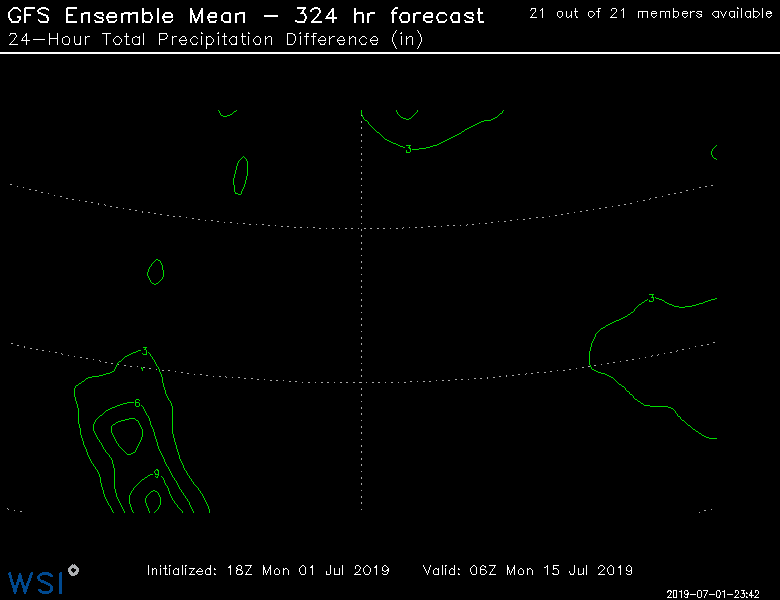 GFS Ensemble Mean – 324 hr forecast
21 out of 21 members available
24–Hour Total Precipitation Difference (in)
3
3
3
6
9
WSI
Initialized: 18Z Mon 01 Jul 2019
Valid: 06Z Mon 15 Jul 2019
2019-07-01-23:42